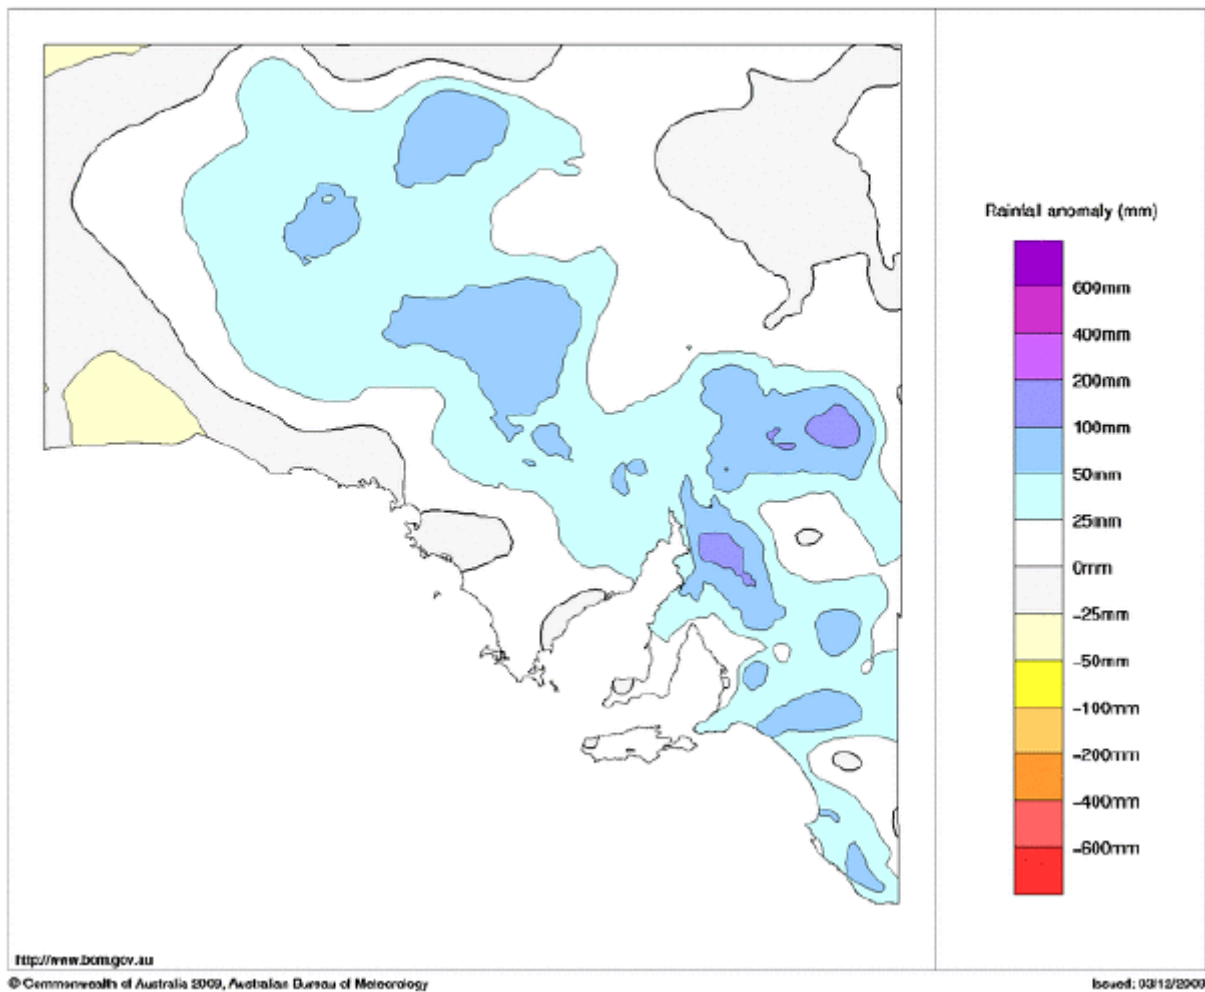 Rainfall anomaly (mm)
600mm
400mm
200mm
100mm
50mm
25mm
0mm
-25mm
-50mm
-100mm
-200mm
-400mm
-600mm
http://www.bom.gov.au
© Commonwealth of Australia 2009, Australian Bureau of Meteorology
Issued: 03/12/2009